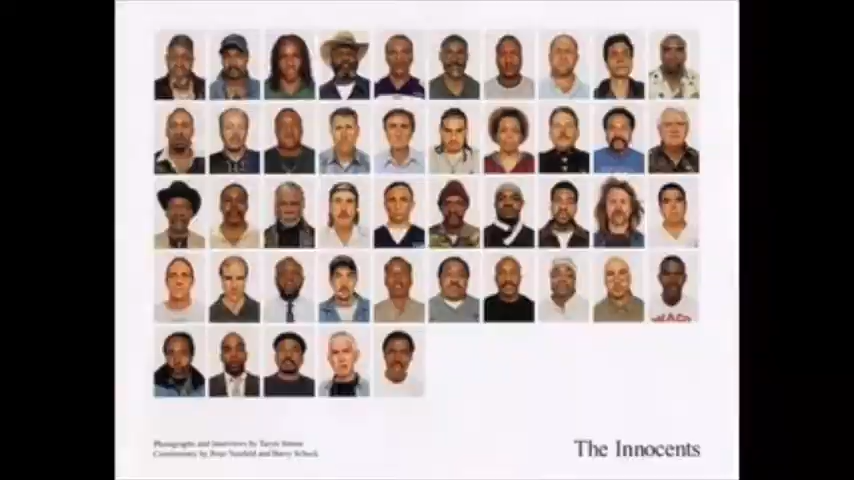 Photographs and Interviews by Taryn Simon
Commentary by Peter Neufeld and Barry Scheck
The Innocents